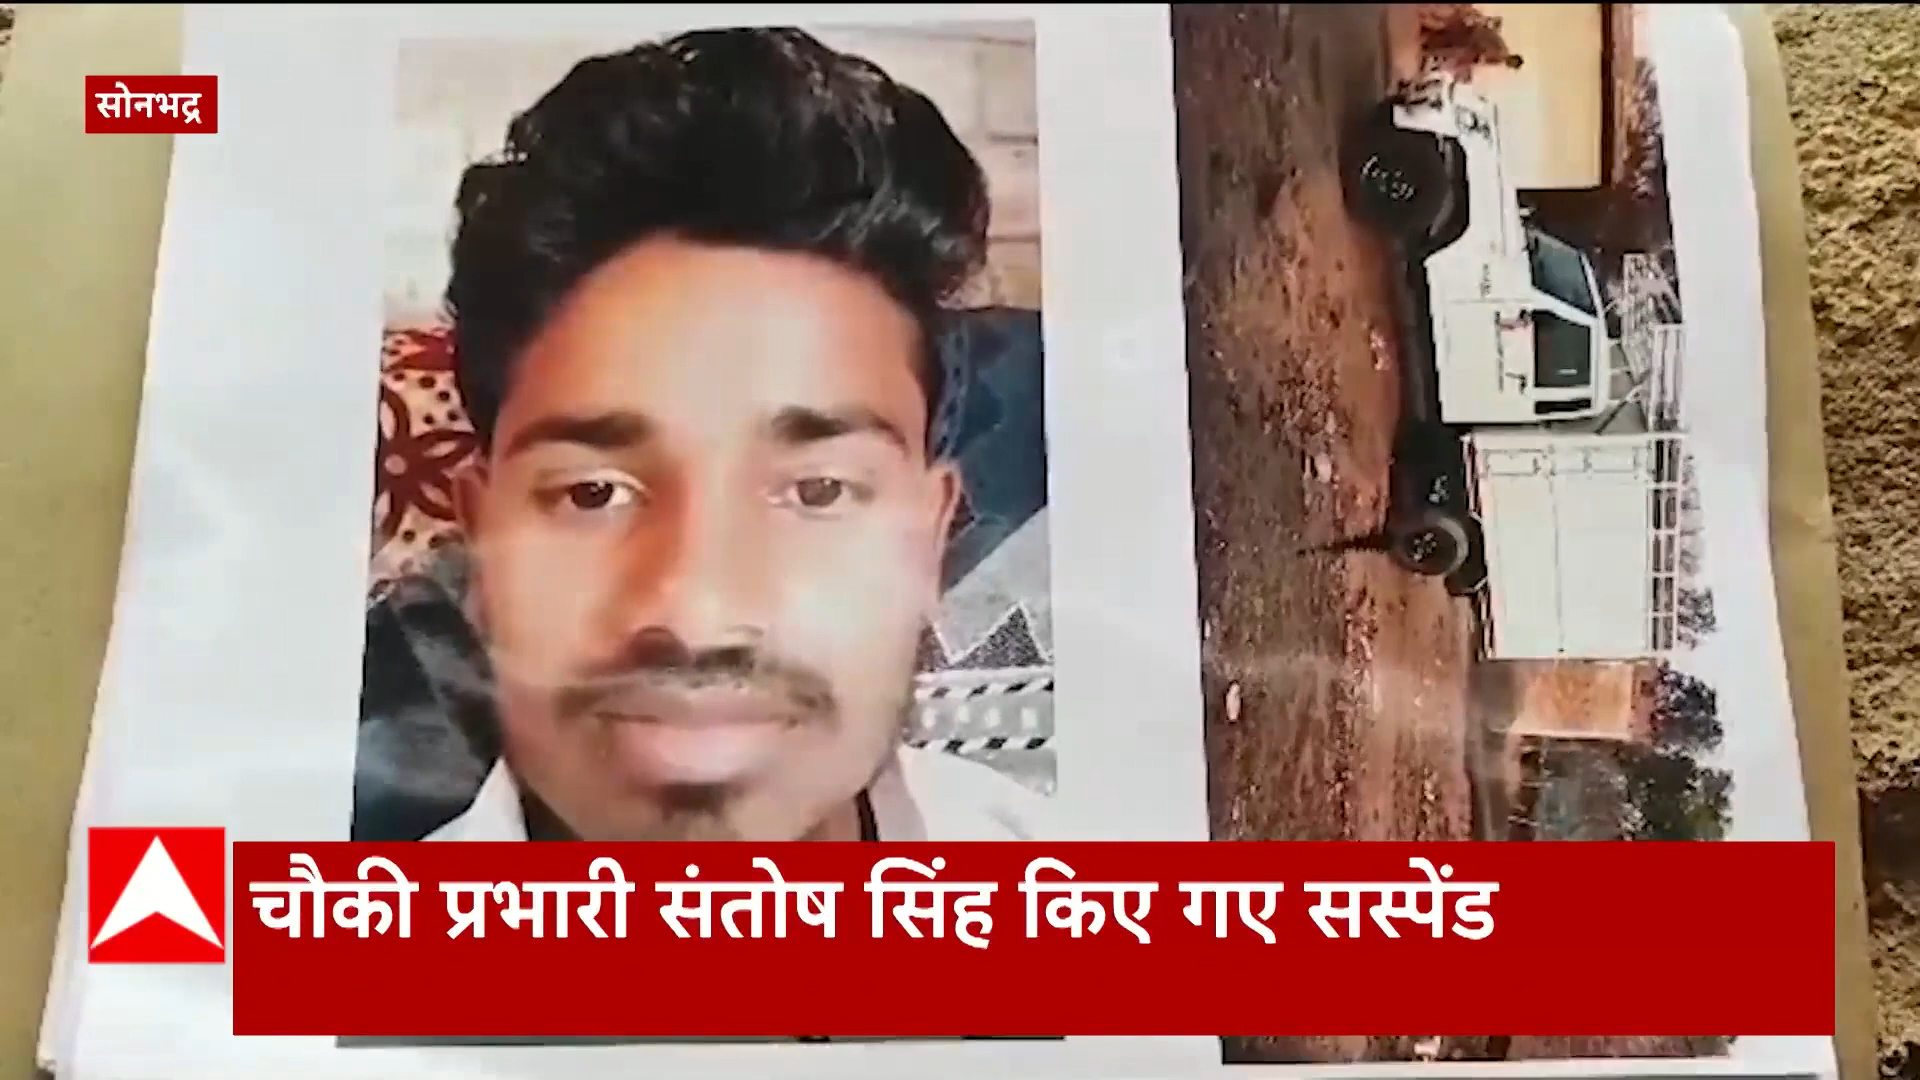 सोनभद्र
चौकी प्रभारी संतोष सिंह किए गए सस्पेंड